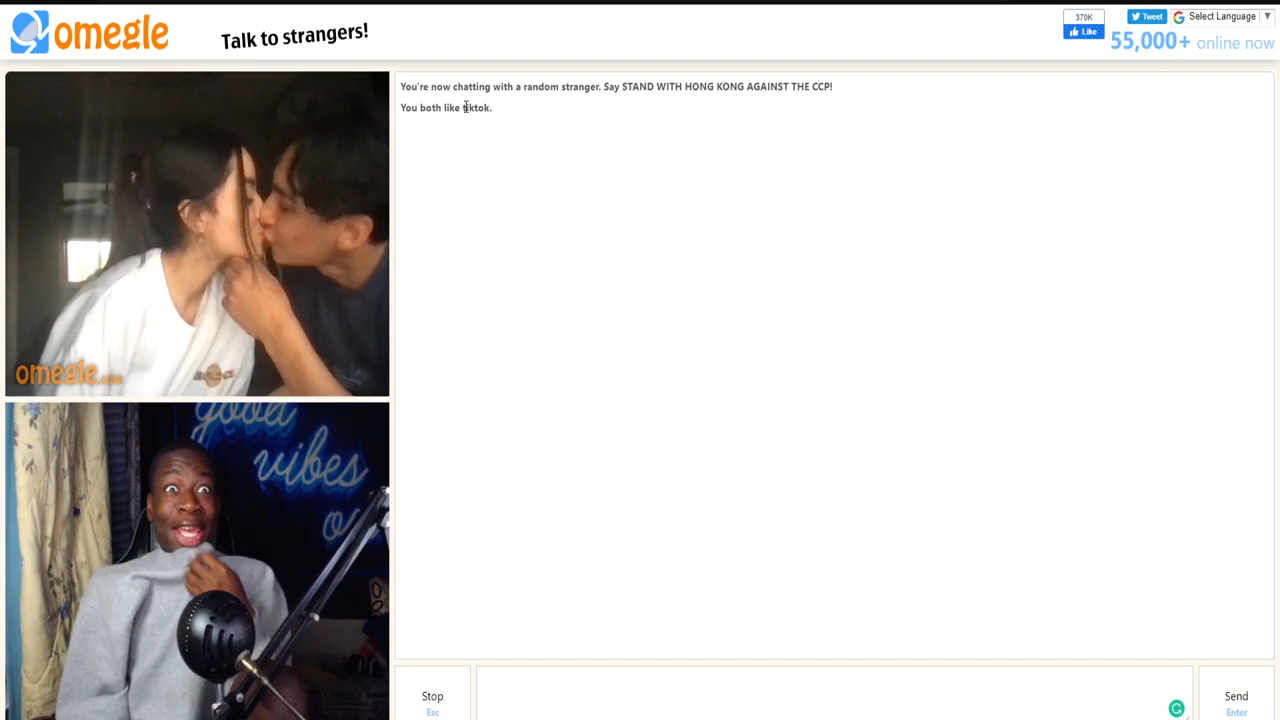 omegle
Talk to strangers!
370K
Like
Tweet
Select Language
55,000+ online now
You're now chatting with a random stranger. Say STAND WITH HONG KONG AGAINST THE CCP!
You both like tiktok.
omegle.com
good
vibes
Stop
Esc
Send
Enter